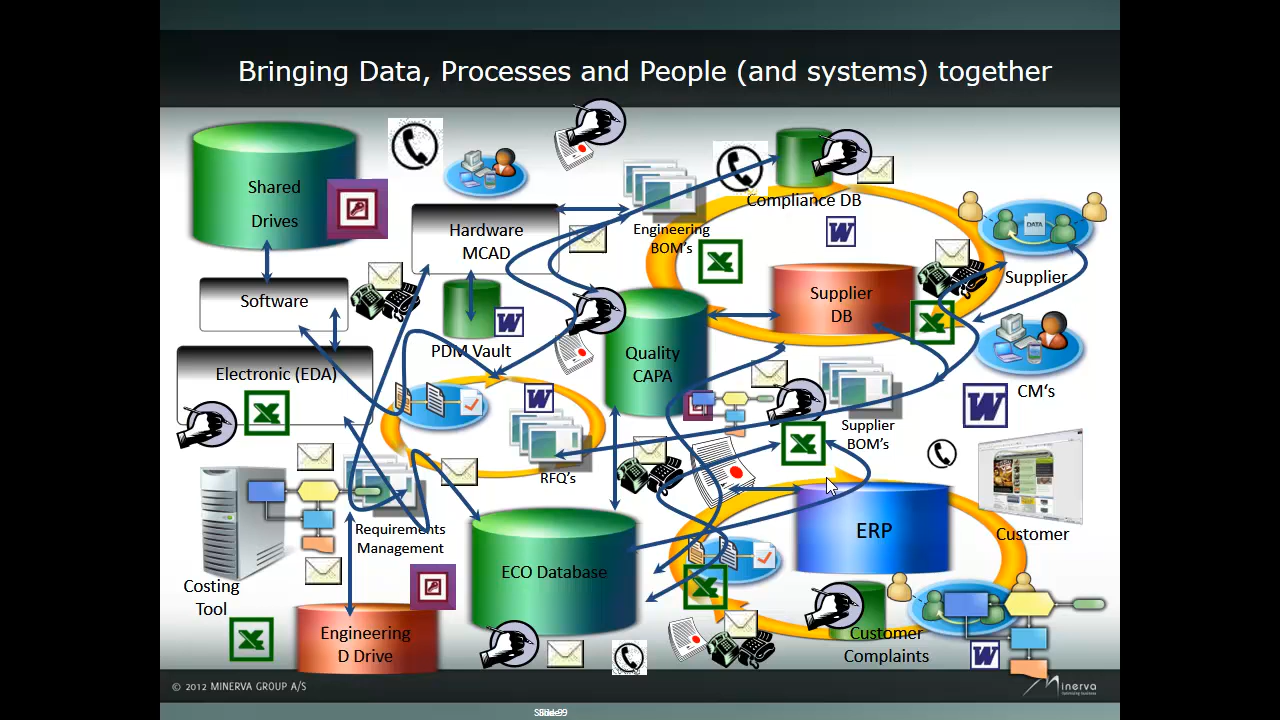 Bringing Data, Processes and People (and systems) together
Shared
Drives
Hardware
MCAD
Engineering
BOM's
Compliance DB
W
X
Supplier
DATA
Software
Supplier
DB
X
PDM Vault
W
Quality
CAPA
Electronic (EDA)
X
W
RFQ's
Supplier
BOM's
X
W
CM's
Requirements
Management
Costing
Tool
ECO Database
ERP
Customer
X
Engineering
D Drive
X
Customer
Complaints
W
© 2012 MINERVA GROUP A/S
Minerva